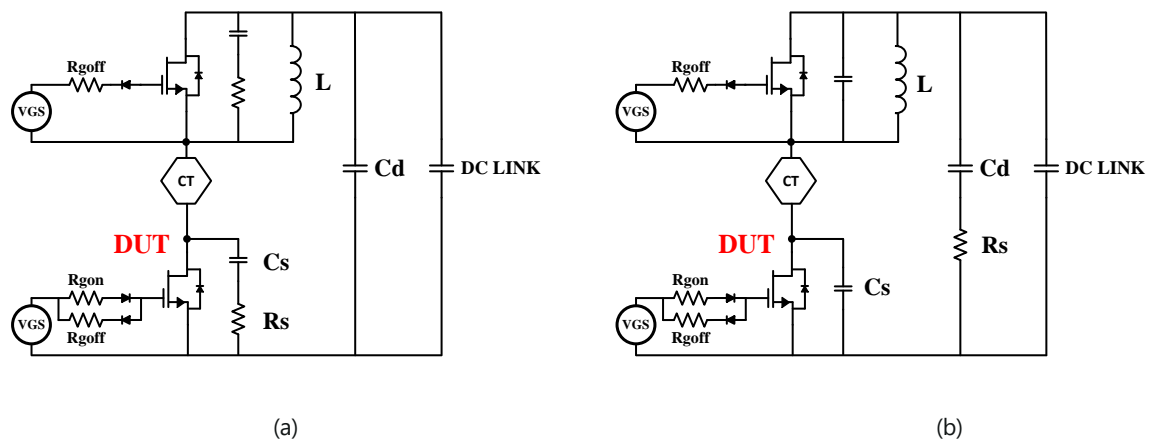 Rgoff
VGS
L
CT
Cd
DC LINK
DUT
Cs
Rgon
VGS
Rgoff
Rs
(a)
Rgoff
VGS
L
CT
Cd
DC LINK
DUT
Rs
Rgon
Cs
VGS
Rgoff
(b)